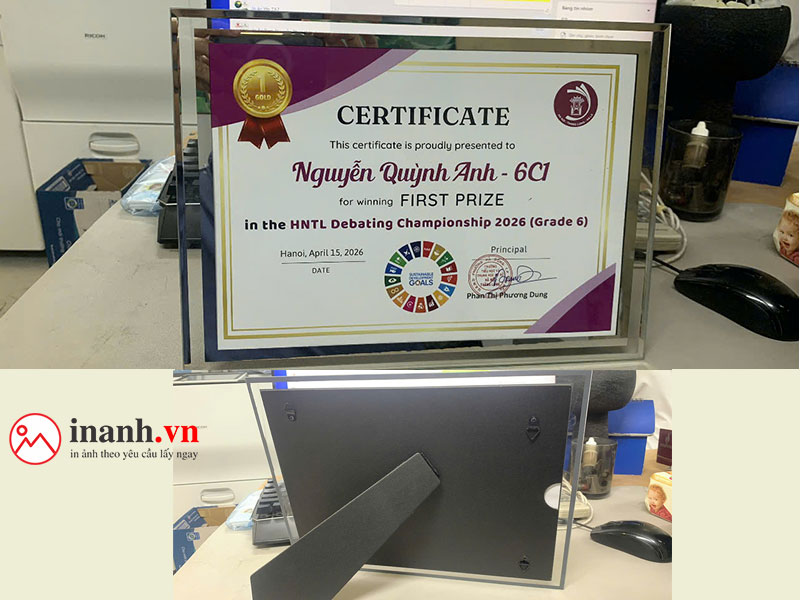 RICOH
1
GOLD
CERTIFICATE
This certificate is proudly presented to
Nguyễn Quỳnh Anh - 6C1
for winning FIRST PRIZE
in the HNTL Debating Championship 2026 (Grade 6)
Hanoi, April 15, 2026
DATE
SUSTAINABLE
DEVELOPMENT
GOALS
Principal
Phan Thị Phương Dung
inanh.vn
in ảnh theo yêu cầu lấy ngay